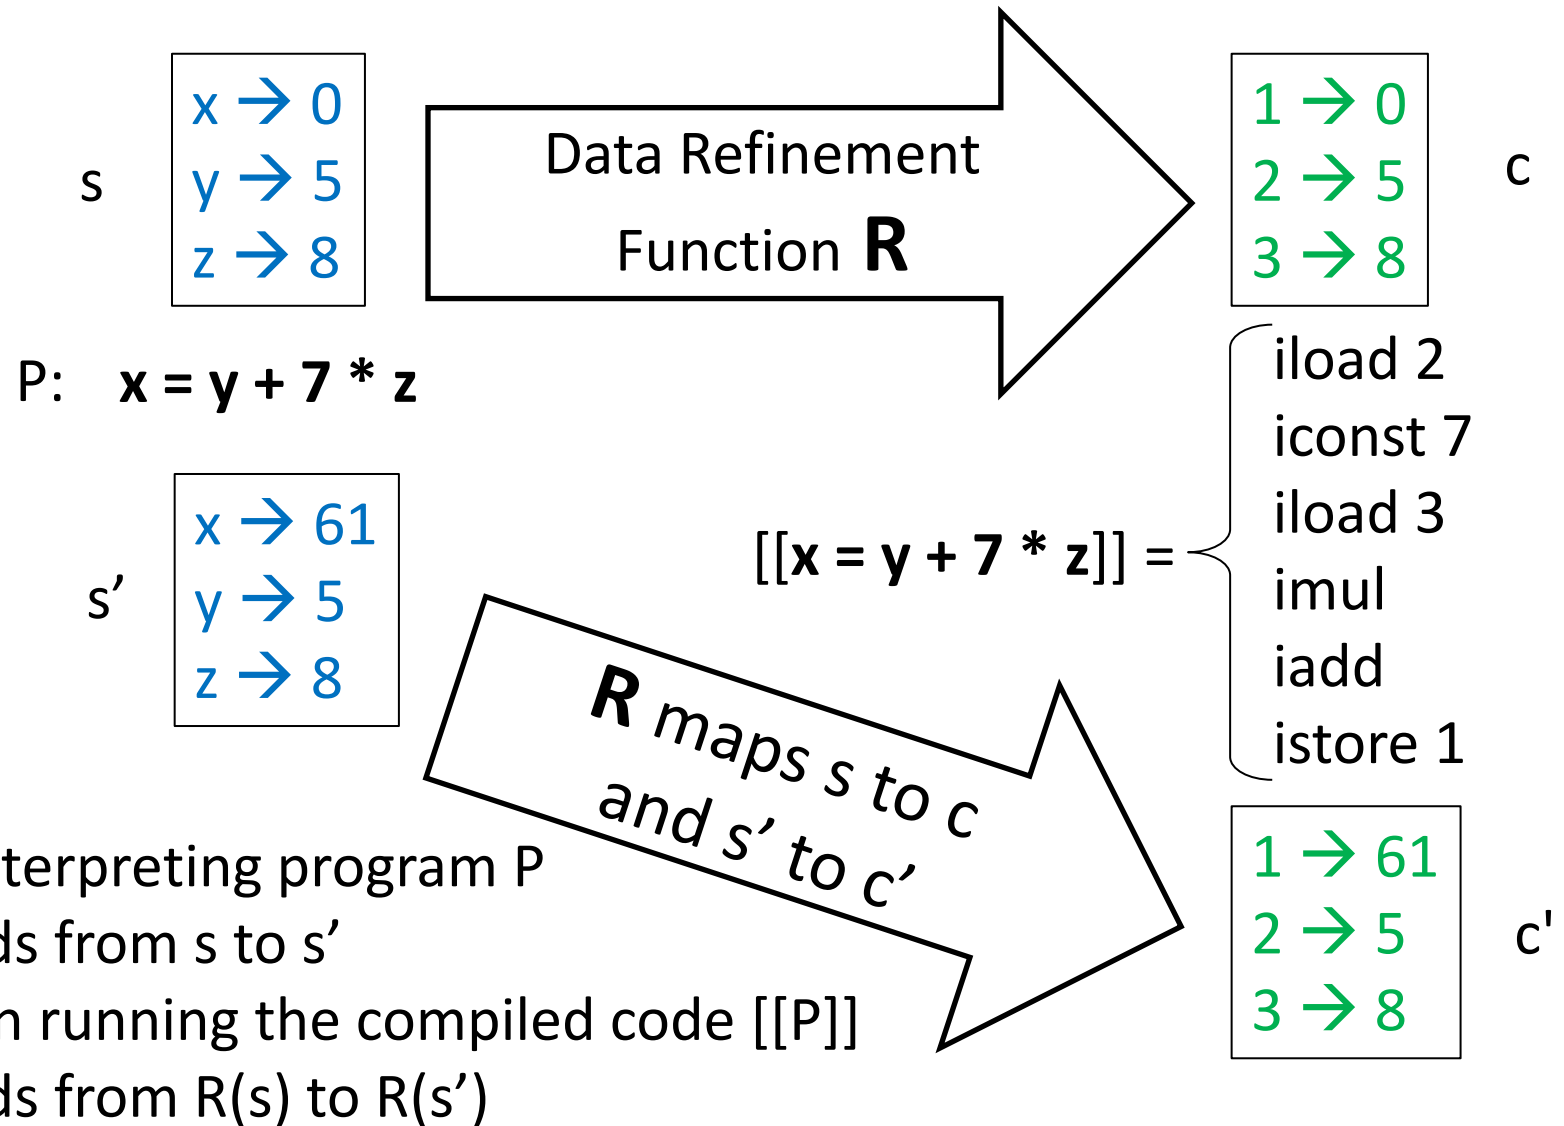 s
x → 0
y → 5
z → 8
Data Refinement
Function R
1 → 0
2 → 5
3 → 8
c
P: x = y + 7 * z
[[x = y + 7 * z]] =
iload 2
iconst 7
iload 3
imul
iadd
istore 1
s’
x → 61
y → 5
z → 8
R maps s to c
and s’ to c’
1 → 61
2 → 5
3 → 8
c'
terpreting program P
ds from s to s’
n running the compiled code [[P]]
ds from R(s) to R(s’)